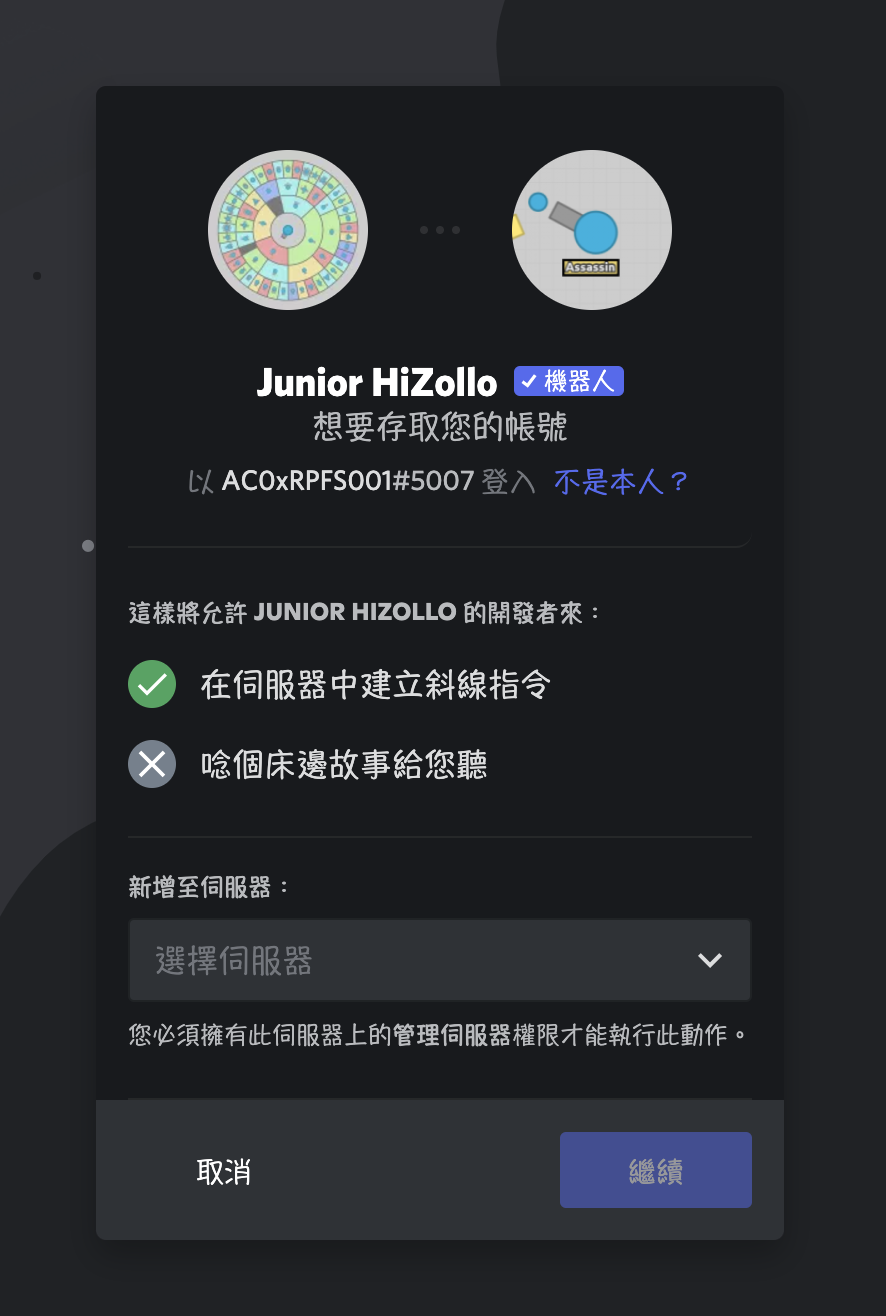 Assassin
Junior HiZollo 機器人
想要存取您的帳號
以 AC0xRPFS001#5007 登入 不是本人？
這樣將允許 JUNIOR HIZOLLO 的開發者來：
在伺服器中建立斜線指令
唸個床邊故事給您聽
新增至伺服器：
選擇伺服器
您必須擁有此伺服器上的管理伺服器權限才能執行此動作。
取消
繼續